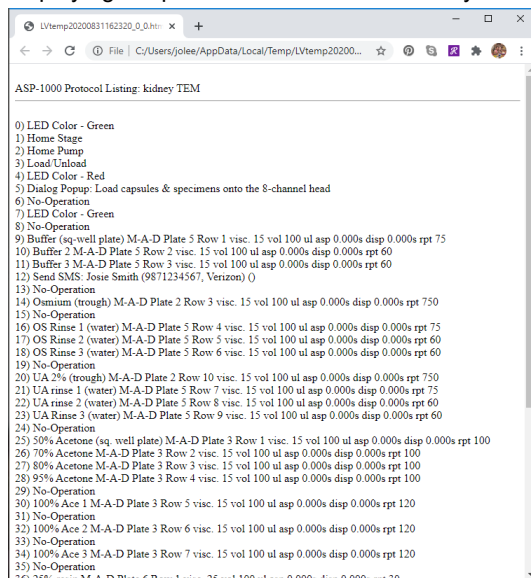 LVtemp20200831162320_0_0.htm
File | C:/Users/jolee/AppData/Local/Temp/LVtemp20200...
ASP-1000 Protocol Listing: kidney TEM
0) LED Color - Green
1) Home Stage
2) Home Pump
3) Load/Unload
4) LED Color - Red
5) Dialog Popup: Load capsules & specimens onto the 8-channel head
6) No-Operation
7) LED Color - Green
8) No-Operation
9) Buffer (sq-well plate) M-A-D Plate 5 Row 1 visc. 15 vol 100 ul asp 0.000s disp 0.000s rpt 75
10) Buffer 2 M-A-D Plate 5 Row 2 visc. 15 vol 100 ul asp 0.000s disp 0.000s rpt 60
11) Buffer 3 M-A-D Plate 5 Row 3 visc. 15 vol 100 ul asp 0.000s disp 0.000s rpt 60
12) Send SMS: Josie Smith (9871234567, Verizon) ()
13) No-Operation
14) Osmium (trough) M-A-D Plate 2 Row 3 visc. 15 vol 100 ul asp 0.000s disp 0.000s rpt 750
15) No-Operation
16) OS Rinse 1 (water) M-A-D Plate 5 Row 4 visc. 15 vol 100 ul asp 0.000s disp 0.000s rpt 75
17) OS Rinse 2 (water) M-A-D Plate 5 Row 5 visc. 15 vol 100 ul asp 0.000s disp 0.000s rpt 60
18) OS Rinse 3 (water) M-A-D Plate 5 Row 6 visc. 15 vol 100 ul asp 0.000s disp 0.000s rpt 60
19) No-Operation
20) UA 2% (trough) M-A-D Plate 2 Row 10 visc. 15 vol 100 ul asp 0.000s disp 0.000s rpt 750
21) UA rinse 1 (water) M-A-D Plate 5 Row 7 visc. 15 vol 100 ul asp 0.000s disp 0.000s rpt 75
22) UA rinse 2 (water) M-A-D Plate 5 Row 8 visc. 15 vol 100 ul asp 0.000s disp 0.000s rpt 60
23) UA Rinse 3 (water) M-A-D Plate 5 Row 9 visc. 15 vol 100 ul asp 0.000s disp 0.000s rpt 60
24) No-Operation
25) 50% Acetone (sq. well plate) M-A-D Plate 3 Row 1 visc. 15 vol 100 ul asp 0.000s disp 0.000s rpt 100
26) 70% Acetone M-A-D Plate 3 Row 2 visc. 15 vol 100 ul asp 0.000s disp 0.000s rpt 100
27) 80% Acetone M-A-D Plate 3 Row 3 visc. 15 vol 100 ul asp 0.000s disp 0.000s rpt 100
28) 95% Acetone M-A-D Plate 3 Row 4 visc. 15 vol 100 ul asp 0.000s disp 0.000s rpt 100
29) No-Operation
30) 100% Ace 1 M-A-D Plate 3 Row 5 visc. 15 vol 100 ul asp 0.000s disp 0.000s rpt 120
31) No-Operation
32) 100% Ace 2 M-A-D Plate 3 Row 6 visc. 15 vol 100 ul asp 0.000s disp 0.000s rpt 120
33) No-Operation
34) 100% Ace 3 M-A-D Plate 3 Row 7 visc. 15 vol 100 ul asp 0.000s disp 0.000s rpt 120
35) No-Operation